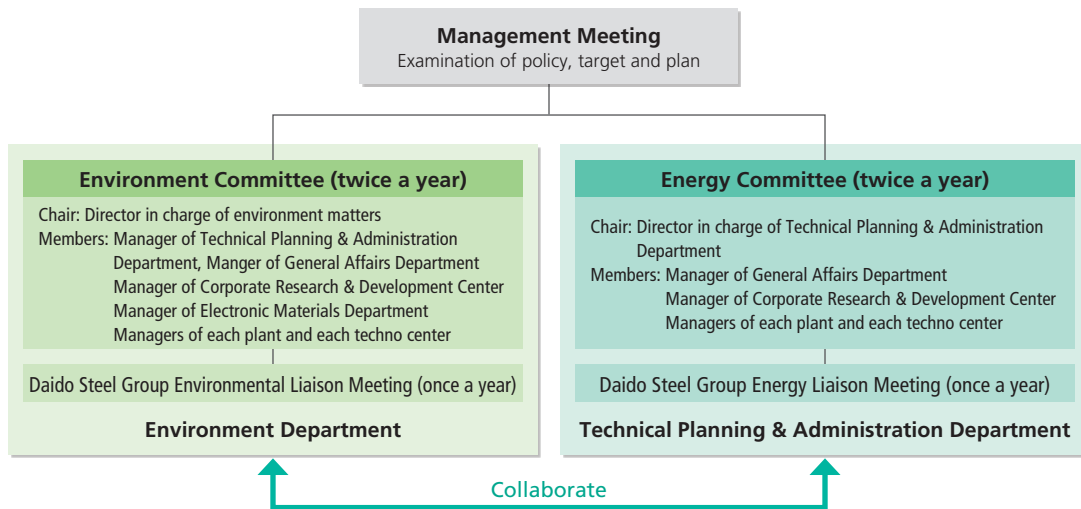 Management Meeting
Examination of policy, target and plan
Environment Committee (twice a year)
Chair: Director in charge of environment matters
Members: Manager of Technical Planning & Administration
Department, Manger of General Affairs Department
Manager of Corporate Research & Development Center
Manager of Electronic Materials Department
Managers of each plant and each techno center
Daido Steel Group Environmental Liaison Meeting (once a year)
Environment Department
Energy Committee (twice a year)
Chair: Director in charge of Technical Planning & Administration
Department
Members: Manager of General Affairs Department
Manager of Corporate Research & Development Center
Managers of each plant and each techno center
Daido Steel Group Energy Liaison Meeting (once a year)
Technical Planning & Administration Department
Collaborate